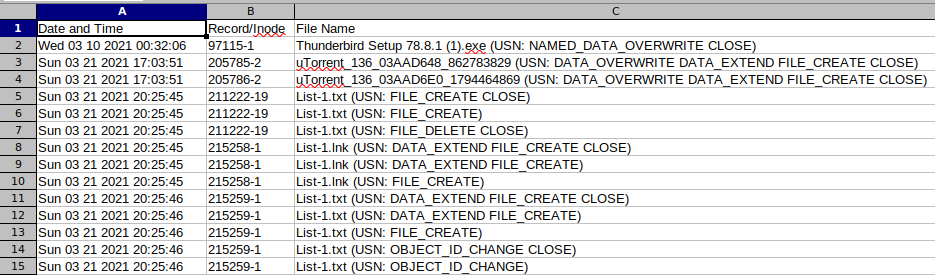 A B C
1 Date and Time Record/Inode File Name
2 Wed 03 10 2021 00:32:06 97115-1 Thunderbird Setup 78.8.1 (1).exe (USN: NAMED_DATA_OVERWRITE CLOSE)
3 Sun 03 21 2021 17:03:51 205785-2 uTorrent_136_03AAD648_862783829 (USN: DATA_OVERWRITE DATA_EXTEND FILE_CREATE CLOSE)
4 Sun 03 21 2021 17:03:51 205786-2 uTorrent_136_03AAD6E0_1794464869 (USN: DATA_OVERWRITE DATA_EXTEND FILE_CREATE CLOSE)
5 Sun 03 21 2021 20:25:45 211222-19 List-1.txt (USN: FILE_CREATE CLOSE)
6 Sun 03 21 2021 20:25:45 211222-19 List-1.txt (USN: FILE_CREATE)
7 Sun 03 21 2021 20:25:45 211222-19 List-1.txt (USN: FILE_DELETE CLOSE)
8 Sun 03 21 2021 20:25:45 215258-1 List-1.lnk (USN: DATA_EXTEND FILE_CREATE CLOSE)
9 Sun 03 21 2021 20:25:45 215258-1 List-1.lnk (USN: DATA_EXTEND FILE_CREATE)
10 Sun 03 21 2021 20:25:45 215258-1 List-1.lnk (USN: FILE_CREATE)
11 Sun 03 21 2021 20:25:46 215259-1 List-1.txt (USN: DATA_EXTEND FILE_CREATE CLOSE)
12 Sun 03 21 2021 20:25:46 215259-1 List-1.txt (USN: DATA_EXTEND FILE_CREATE)
13 Sun 03 21 2021 20:25:46 215259-1 List-1.txt (USN: FILE_CREATE)
14 Sun 03 21 2021 20:25:46 215259-1 List-1.txt (USN: OBJECT_ID_CHANGE CLOSE)
15 Sun 03 21 2021 20:25:46 215259-1 List-1.txt (USN: OBJECT_ID_CHANGE)